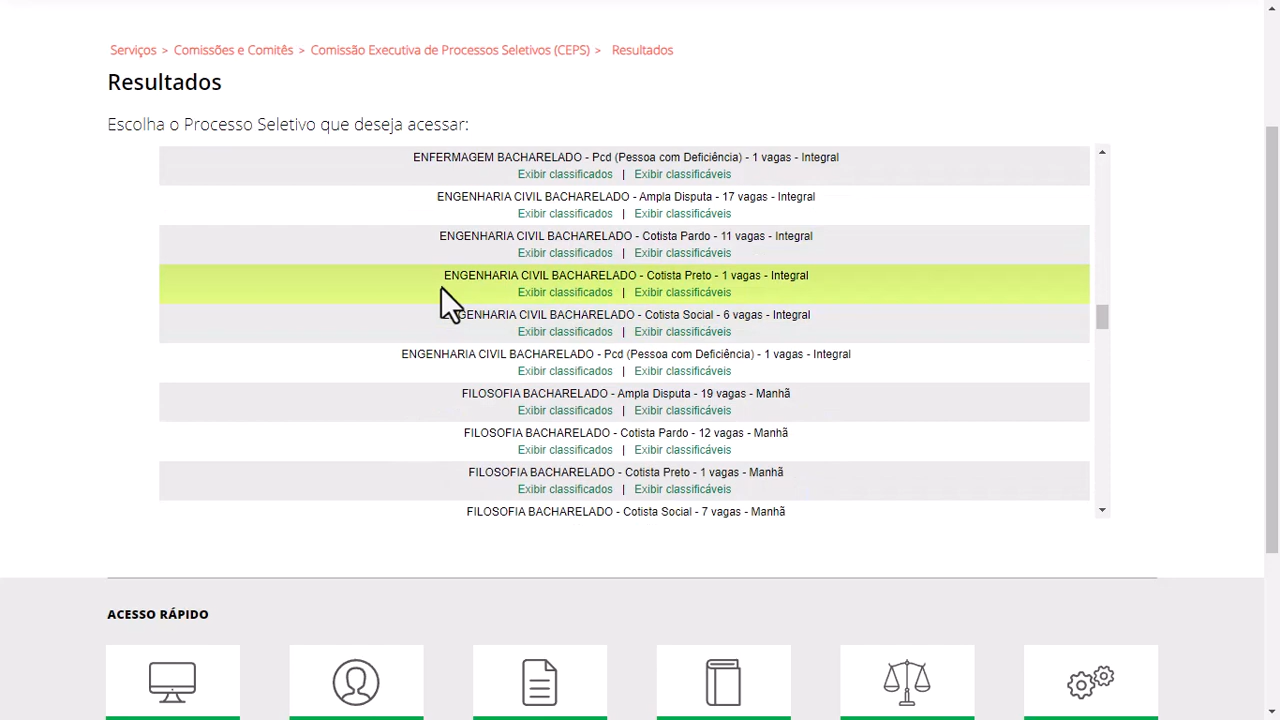 Serviços > Comissões e Comitês > Comissão Executiva de Processos Seletivos (CEPS) > Resultados
Resultados
Escolha o Processo Seletivo que deseja acessar:
ENFERMAGEM BACHARELADO - Pcd (Pessoa com Deficiência) - 1 vagas - Integral
Exibir classificados | Exibir classificáveis
ENGENHARIA CIVIL BACHARELADO - Ampla Disputa - 17 vagas - Integral
Exibir classificados | Exibir classificáveis
ENGENHARIA CIVIL BACHARELADO - Cotista Pardo - 11 vagas - Integral
Exibir classificados | Exibir classificáveis
ENGENHARIA CIVIL BACHARELADO - Cotista Preto - 1 vagas - Integral
Exibir classificados | Exibir classificáveis
GENHARIA CIVIL BACHARELADO - Cotista Social - 6 vagas - Integral
Exibir classificados | Exibir classificáveis
ENGENHARIA CIVIL BACHARELADO - Pcd (Pessoa com Deficiência) - 1 vagas - Integral
Exibir classificados | Exibir classificáveis
FILOSOFIA BACHARELADO - Ampla Disputa - 19 vagas - Manhã
Exibir classificados | Exibir classificáveis
FILOSOFIA BACHARELADO - Cotista Pardo - 12 vagas - Manhã
Exibir classificados | Exibir classificáveis
FILOSOFIA BACHARELADO - Cotista Preto - 1 vagas - Manhã
Exibir classificados | Exibir classificáveis
FILOSOFIA BACHARELADO - Cotista Social - 7 vagas - Manhã
ACESSO RÁPIDO